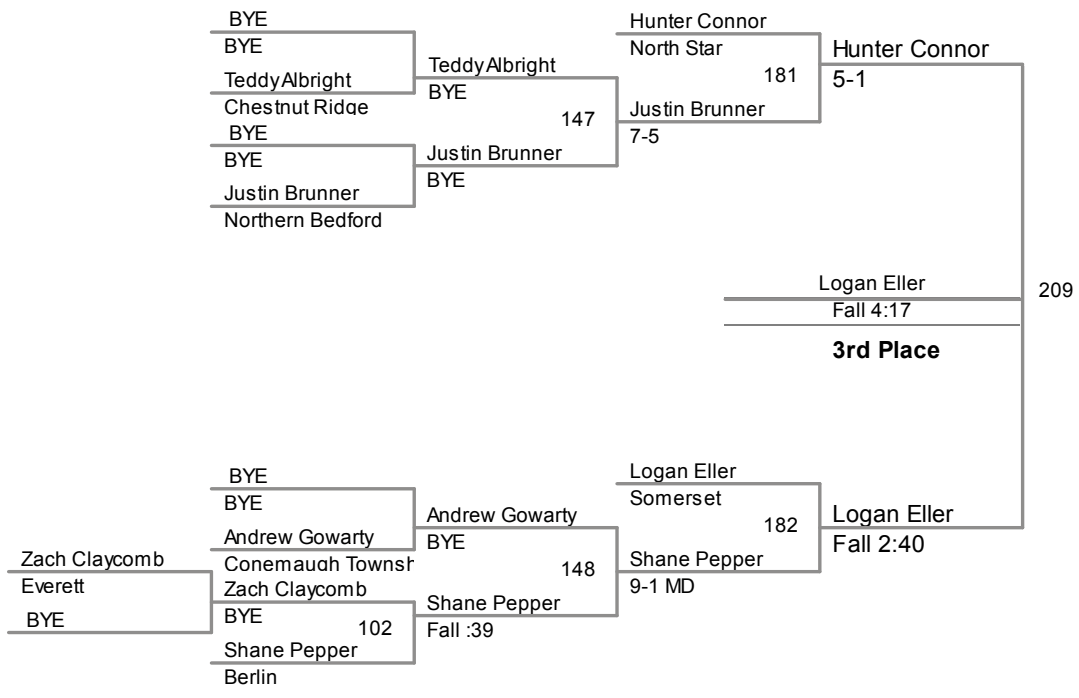 BYE
BYE
Teddy Albright
Chestnut Ridge
BYE
BYE
Justin Brunner
Northern Bedford
Teddy Albright
BYE
147
Justin Brunner
BYE
Hunter Connor
North Star
181
Justin Brunner
7-5
Hunter Connor
5-1
Logan Eller
Fall 4:17
3rd Place
209
Zach Claycomb
Everett
BYE
BYE
BYE
Andrew Gowarty
Conemaugh Townsh
Zach Claycomb
BYE
102
Shane Pepper
Berlin
Andrew Gowarty
BYE
148
Shane Pepper
Fall :39
Logan Eller
Somerset
182
Shane Pepper
9-1 MD
Logan Eller
Fall 2:40